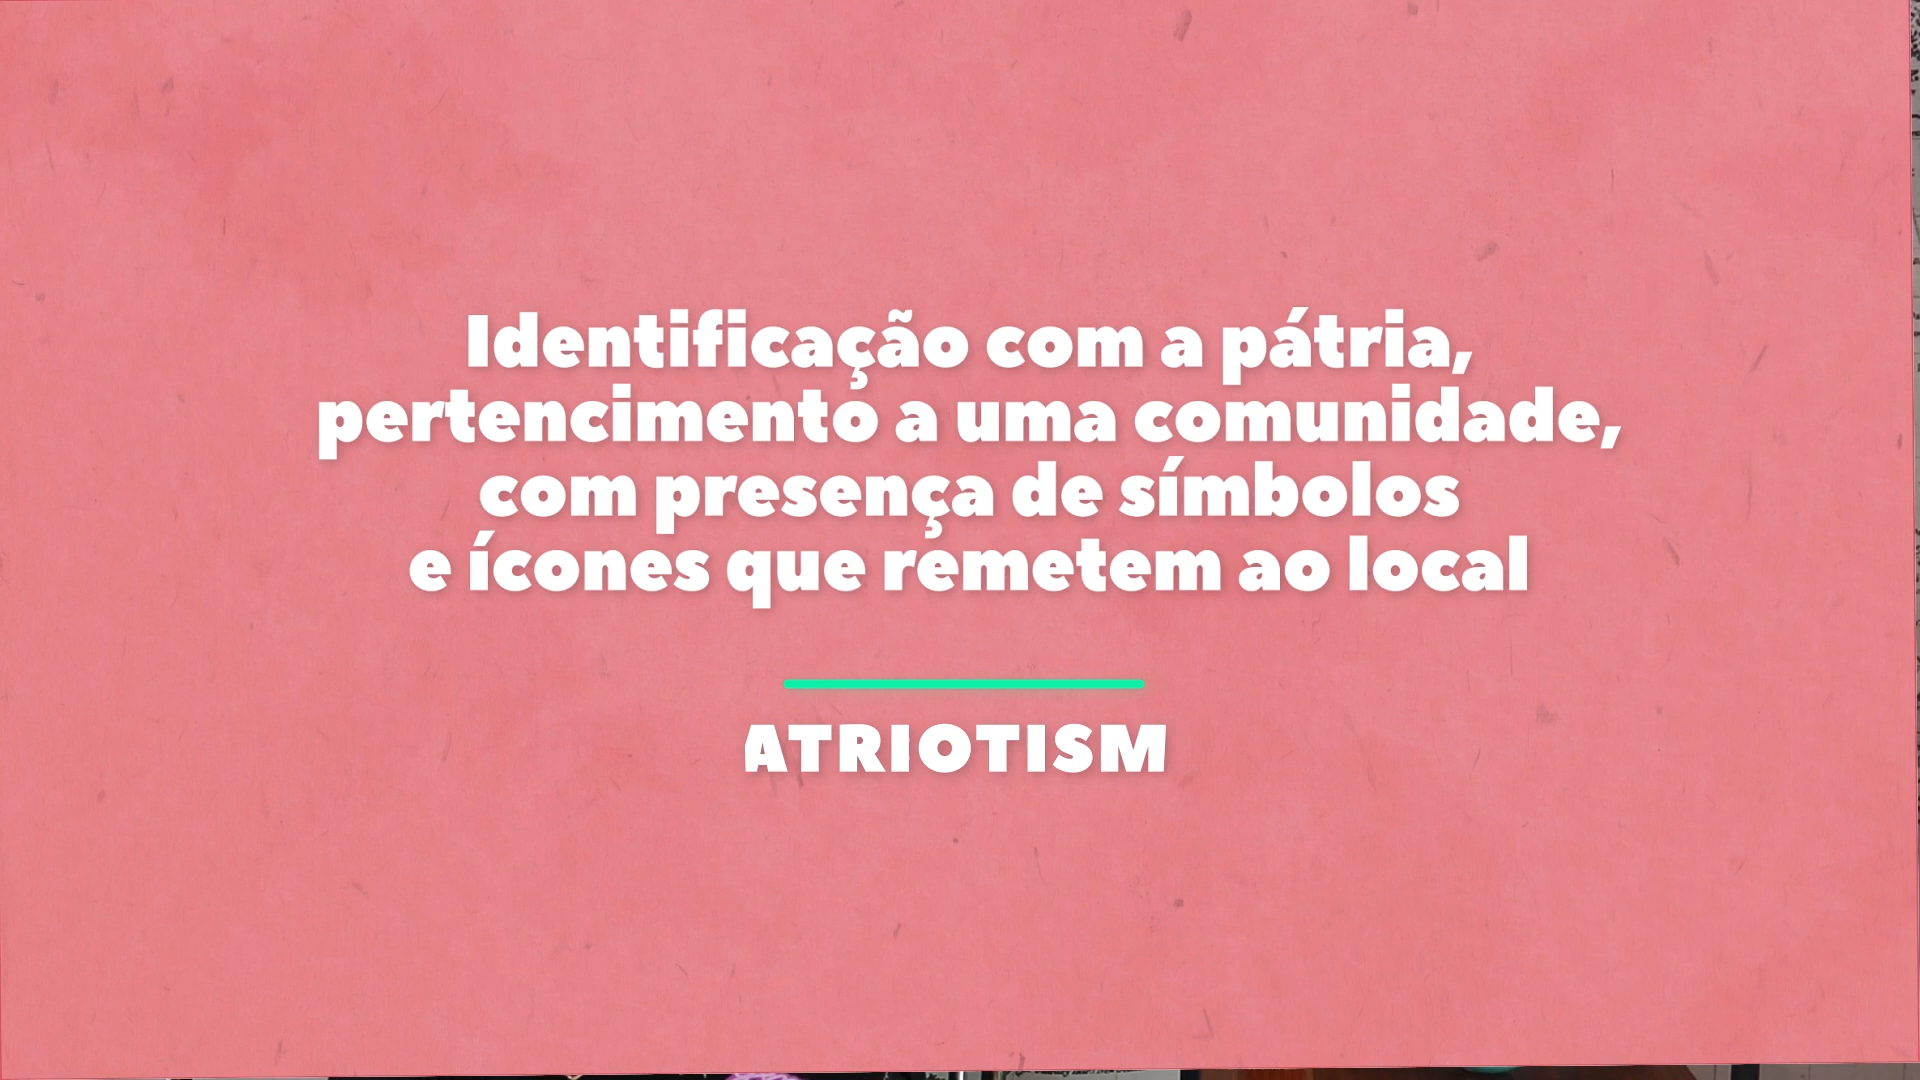 Identificação com a pátria,
pertencimento a uma comunidade,
com presença de símbolos
e ícones que remetem ao local
ATRIOTISM